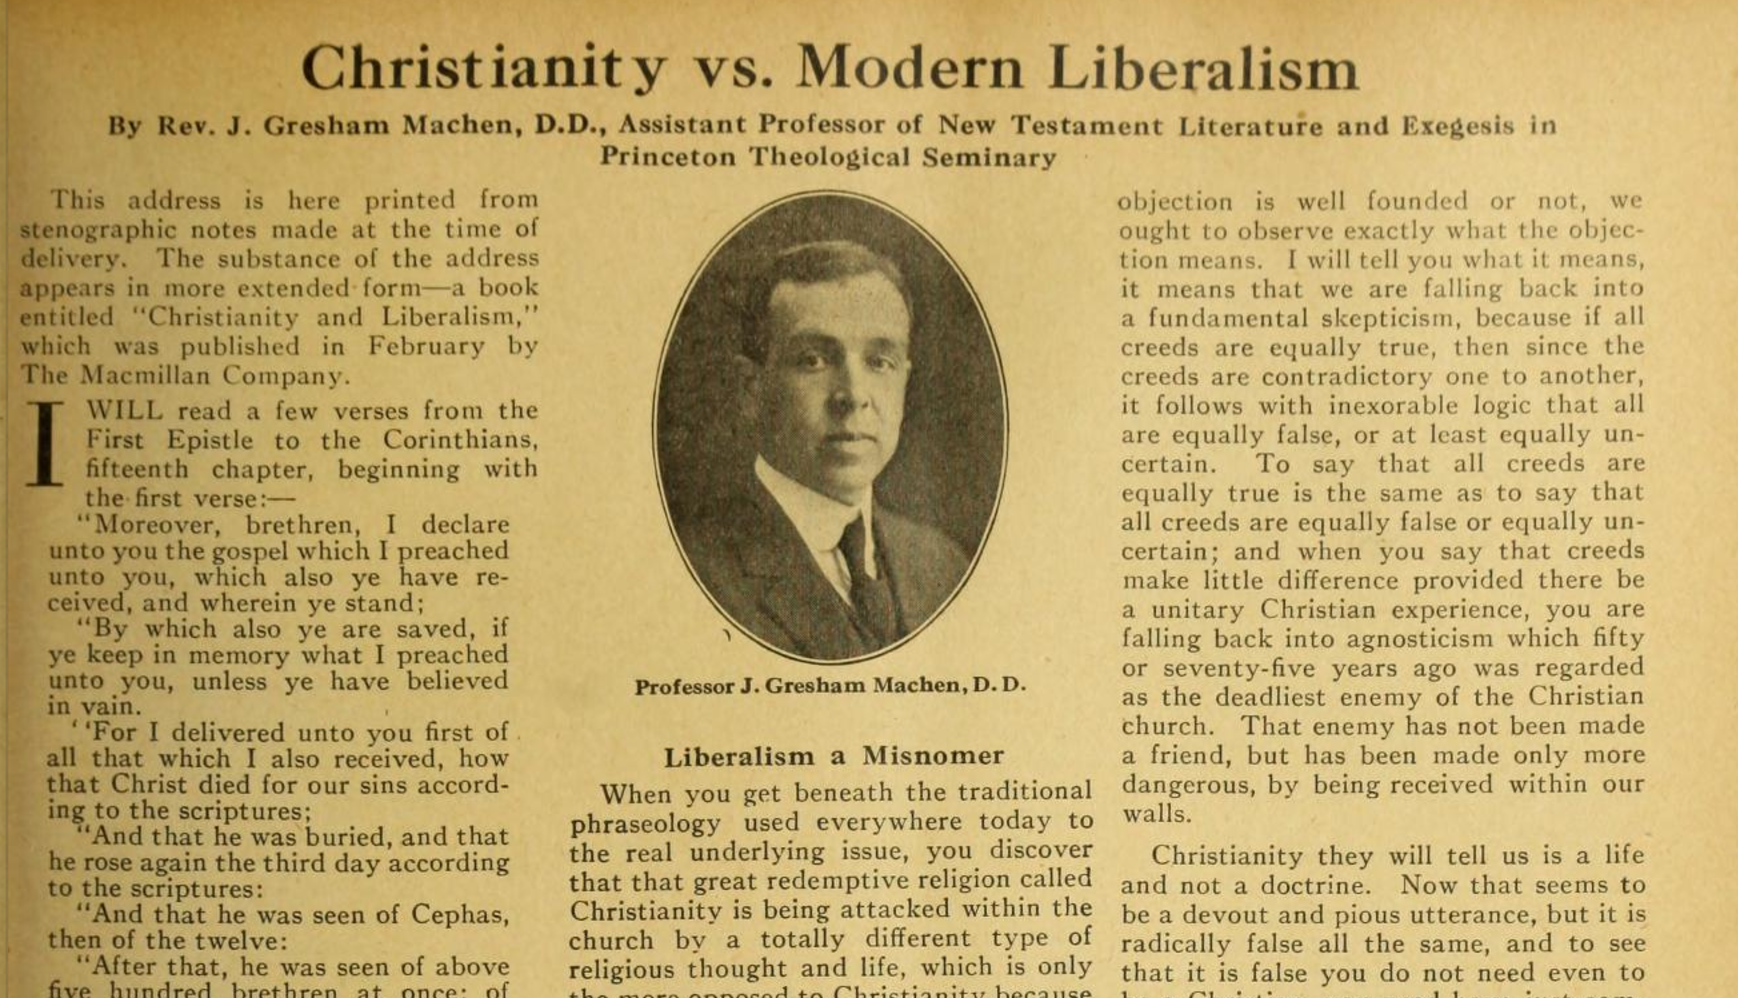 Christianity vs. Modern Liberalism
By Rev. J. Gresham Machen, D.D., Assistant Professor of New Testament Literature and Exegesis in
Princeton Theological Seminary
This address is here printed from
stenographic notes made at the time of
delivery. The substance of the address
appears in more extended form—a book
entitled "Christianity and Liberalism,"
which was published in February by
The Macmillan Company.
I WILL read a few verses from the
First Epistle to the Corinthians,
fifteenth chapter, beginning with
the first verse:—
"Moreover, brethren, I declare
unto you the gospel which I preached
unto you, which also ye have re-
ceived, and wherein ye stand;
"By which also ye are saved, if
ye keep in memory what I preached
unto you, unless ye have believed
in vain.
"For I delivered unto you first of
all that which I also received, how
that Christ died for our sins accord-
ing to the scriptures;
"And that he was buried, and that
he rose again the third day according
to the scriptures:
"And that he was seen of Cephas,
then of the twelve:
"After that, he was seen of above
five hundred brethren at once; of
Professor J. Gresham Machen, D. D.
Liberalism a Misnomer
When you get beneath the traditional
phraseology used everywhere today to
the real underlying issue, you discover
that that great redemptive religion called
Christianity is being attacked within the
church by a totally different type of
religious thought and life, which is only
the more opposed to Christianity because
objection is well founded or not, we
ought to observe exactly what the objec-
tion means. I will tell you what it means,
it means that we are falling back into
a fundamental skepticism, because if all
creeds are equally true, then since the
creeds are contradictory one to another,
it follows with inexorable logic that all
are equally false, or at least equally un-
certain. To say that all creeds are
equally true is the same as to say that
all creeds are equally false or equally un-
certain; and when you say that creeds
make little difference provided there be
a unitary Christian experience, you are
falling back into agnosticism which fifty
or seventy-five years ago was regarded
as the deadliest enemy of the Christian
church. That enemy has not been made
a friend, but has been made only more
dangerous, by being received within our
walls.
Christianity they will tell us is a life
and not a doctrine. Now that seems to
be a devout and pious utterance, but it is
radically false all the same, and to see
that it is false you do not need even to